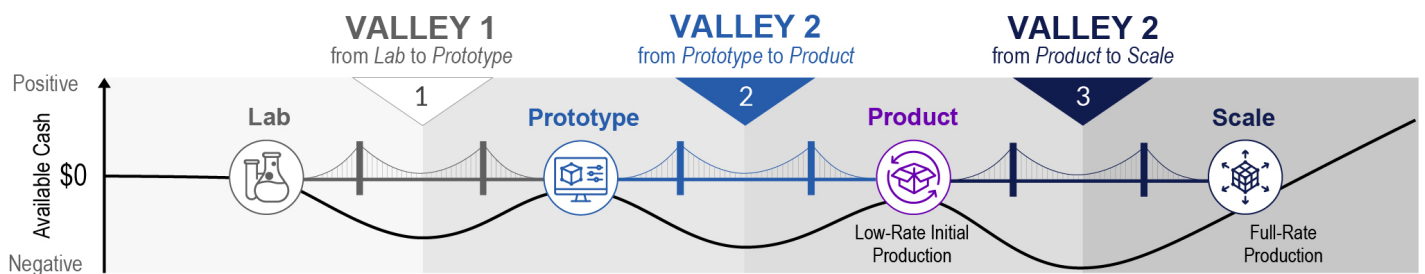 VALLEY 1
from Lab to Prototype
VALLEY 2
from Prototype to Product
VALLEY 2
from Product to Scale
Positive
1
2
3
Lab
Prototype
Product
Scale
Available Cash
$0
Low-Rate Initial
Production
Full-Rate
Production
Negative